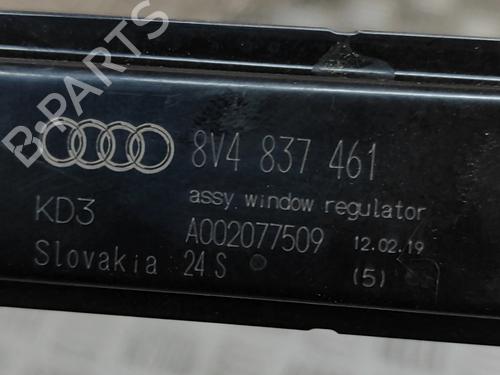 B-PARTS
8V4 837 461
assy. window regulator
KD3
A002077509 12.02.19
Slovakia 24 S (5)